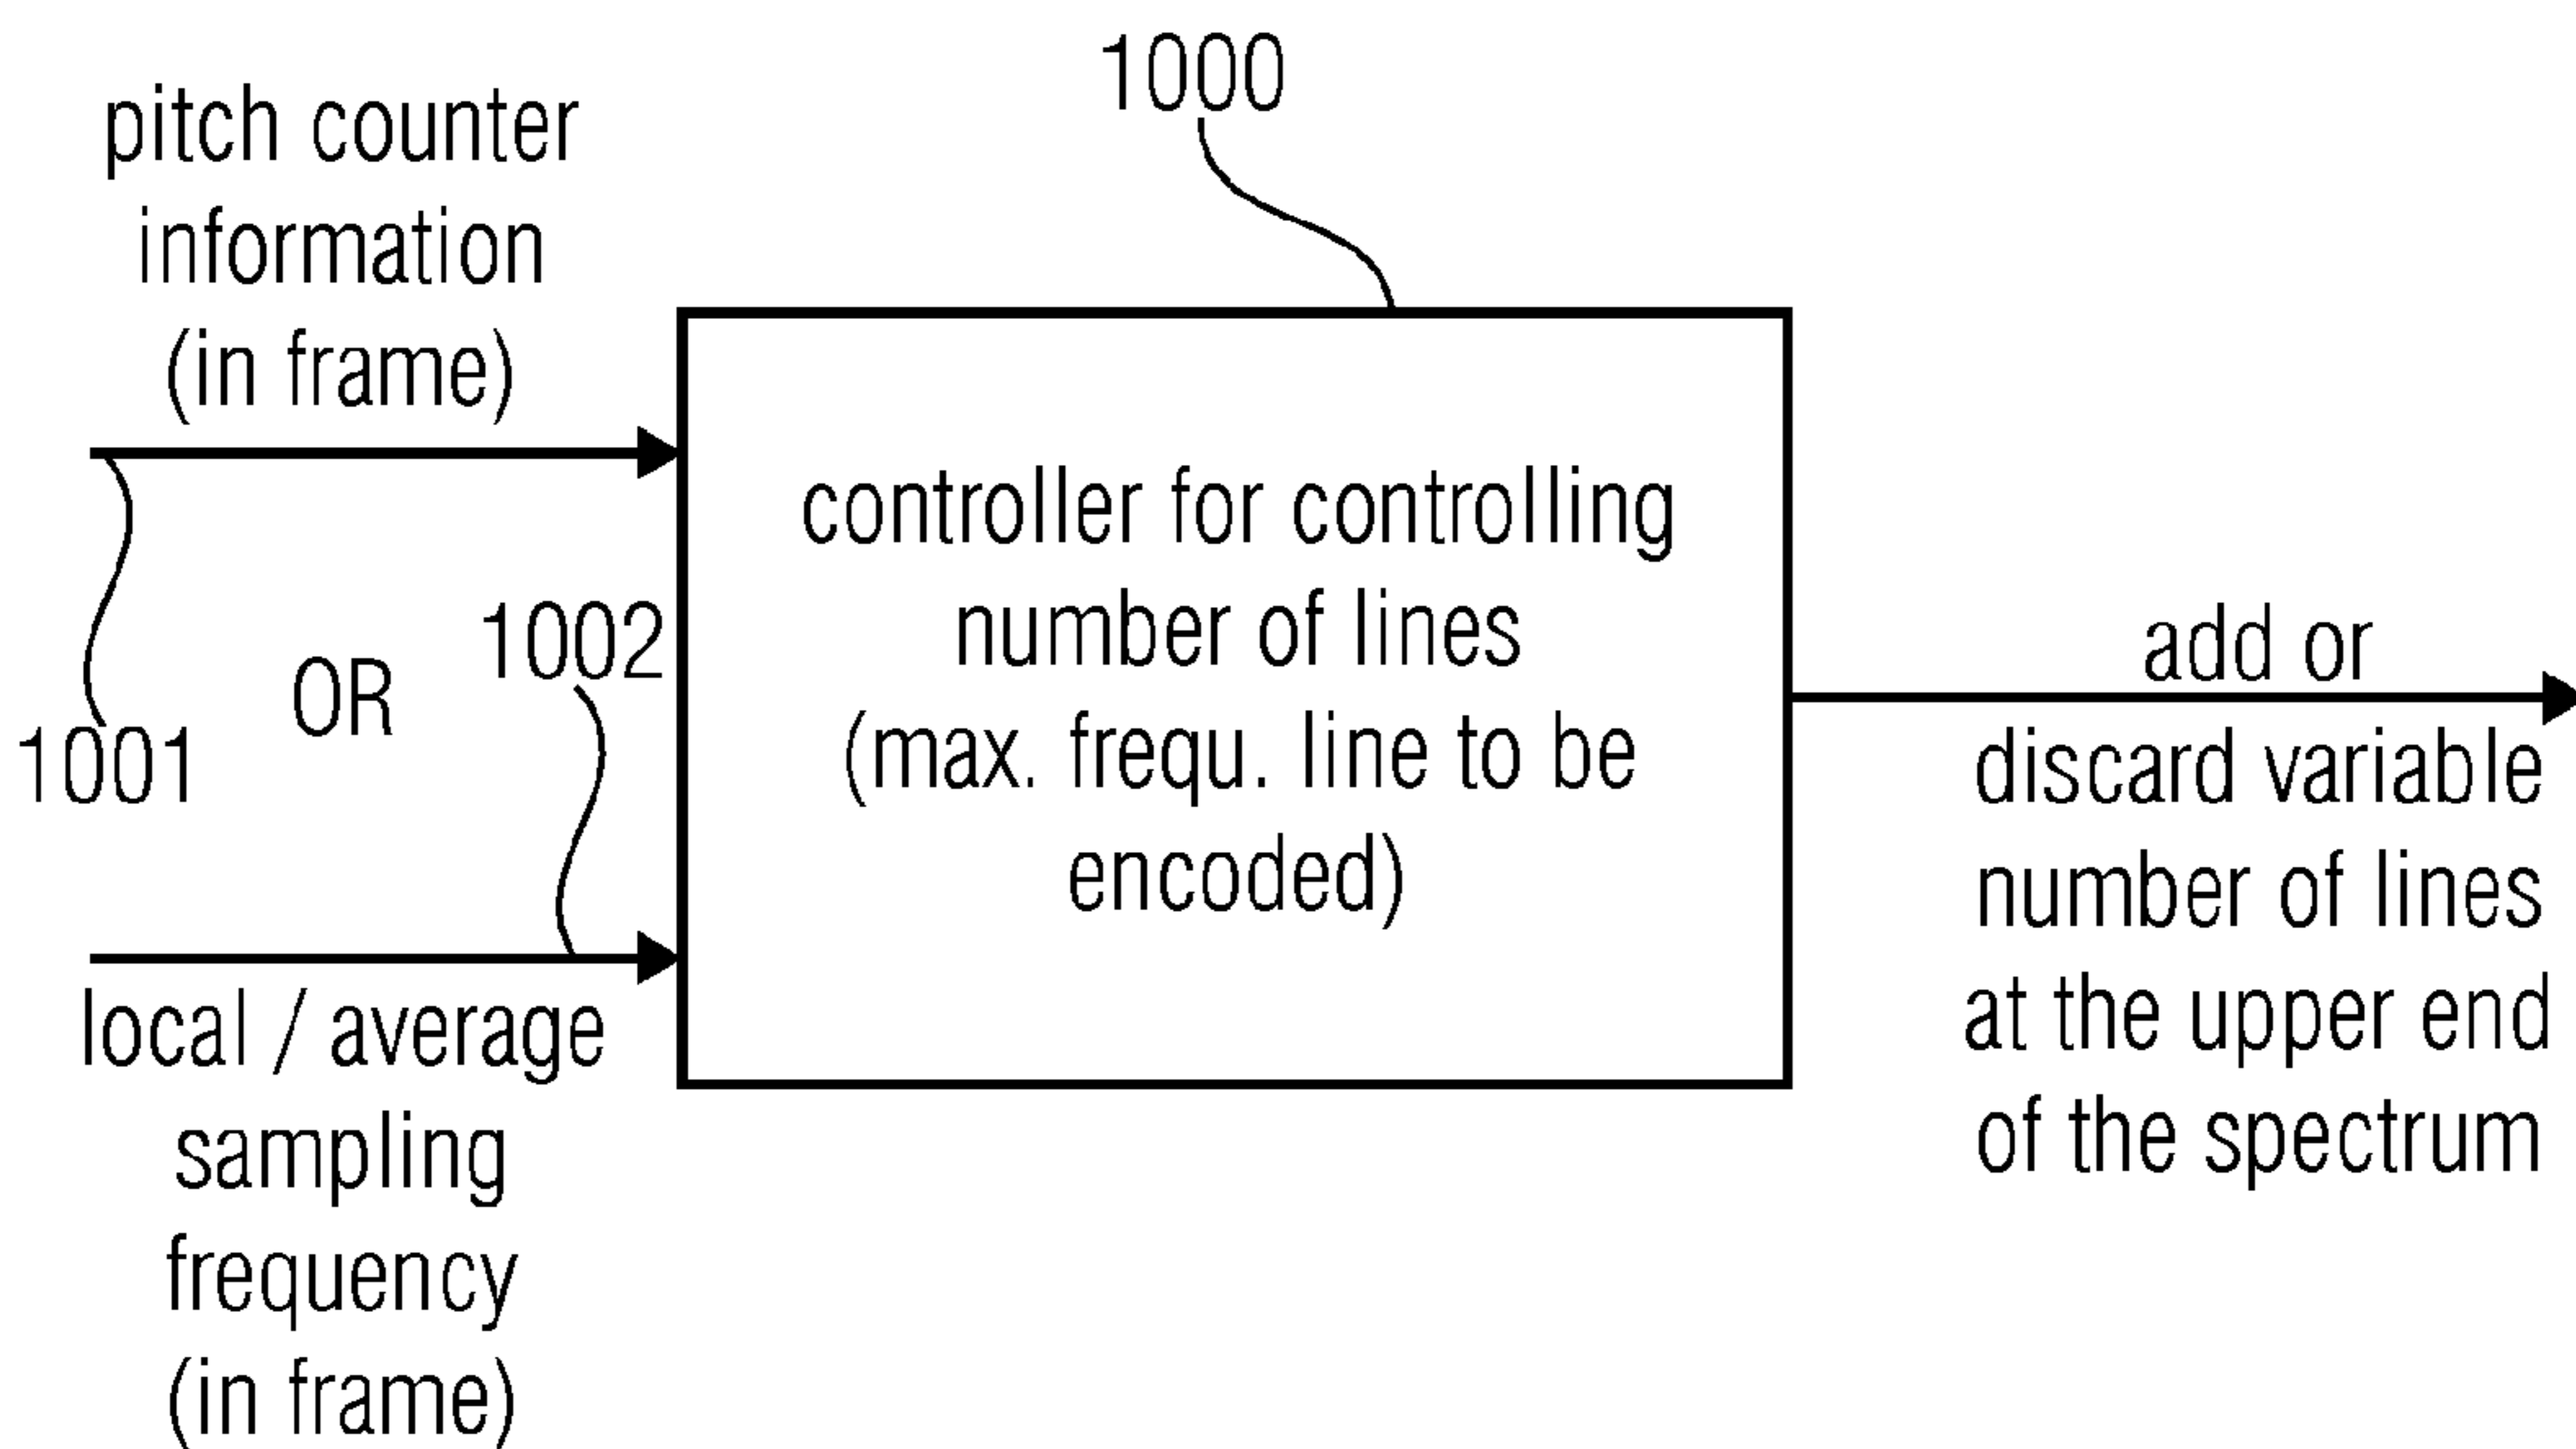 1000
pitch counter
information
(in frame)
1001
OR
1002
local / average
sampling
frequency
(in frame)
controller for controlling
number of lines
(max. frequ. line to be
encoded)
add or
discard variable
number of lines
at the upper end
of the spectrum